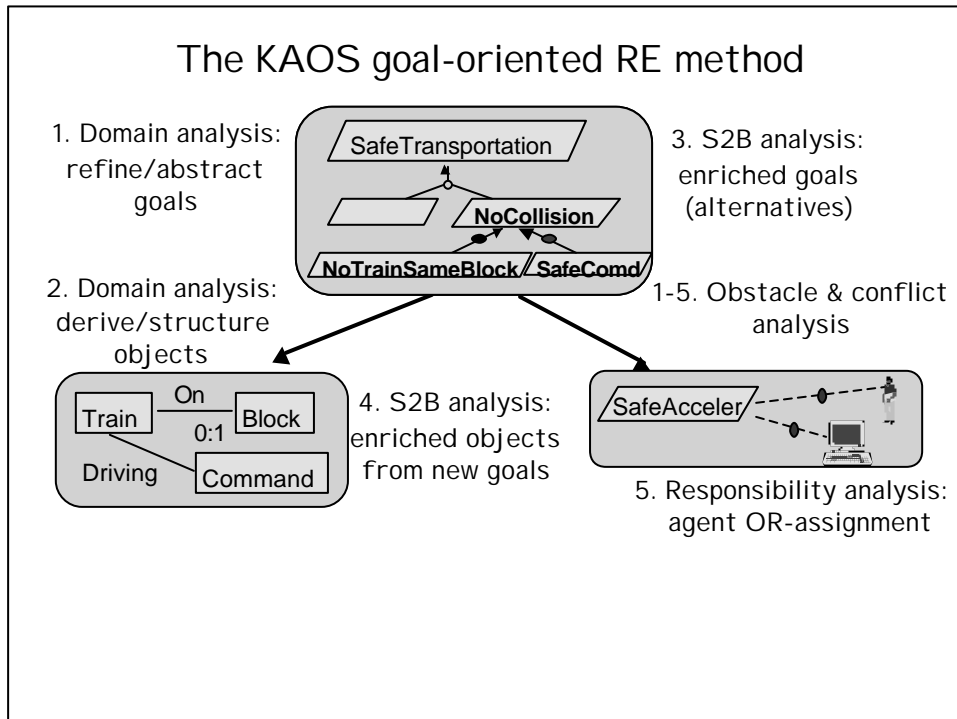 The KAOS goal-oriented RE method
1. Domain analysis:
refine/abstract
goals
SafeTransportation
NoCollision
NoTrainSameBlock
SafeComd
3. S2B analysis:
enriched goals
(alternatives)
2. Domain analysis:
derive/structure
objects
1-5. Obstacle & conflict
analysis
On
Train
Block
0:1
Driving
Command
4. S2B analysis:
enriched objects
from new goals
SafeAcceler
5. Responsibility analysis:
agent OR-assignment